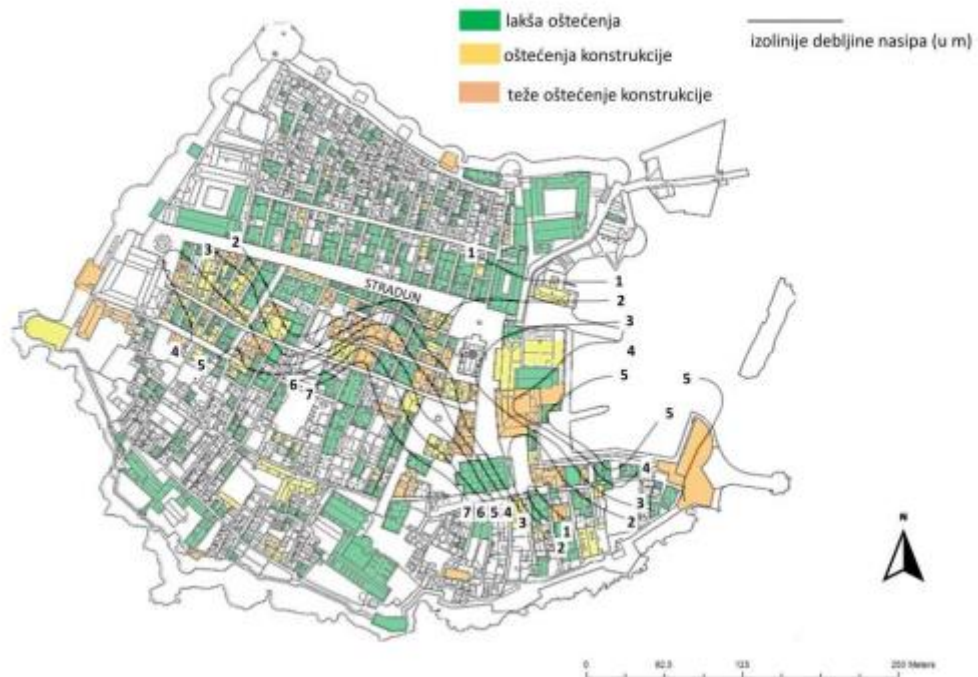 lakša oštećenja
oštećenja konstrukcije
teže oštećenje konstrukcije
izolinije debljine nasipa (u m)
3 2
1
STRADUN
1
2
3
4
5
5
4
5
6
7
5
4
3
2
7 6 5 4
3
1
2
N
0 62.5 125 250 Meters